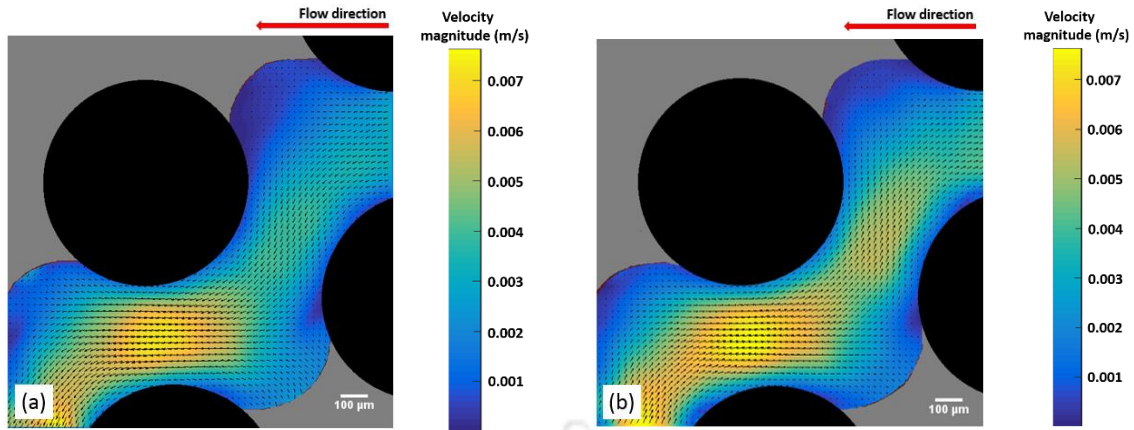 Flow direction
Velocity
magnitude (m/s)
0.007
0.006
0.005
0.004
0.003
0.002
0.001
(a)
100 µm
Flow direction
Velocity
magnitude (m/s)
0.007
0.006
0.005
0.004
0.003
0.002
0.001
(b)
100 µm